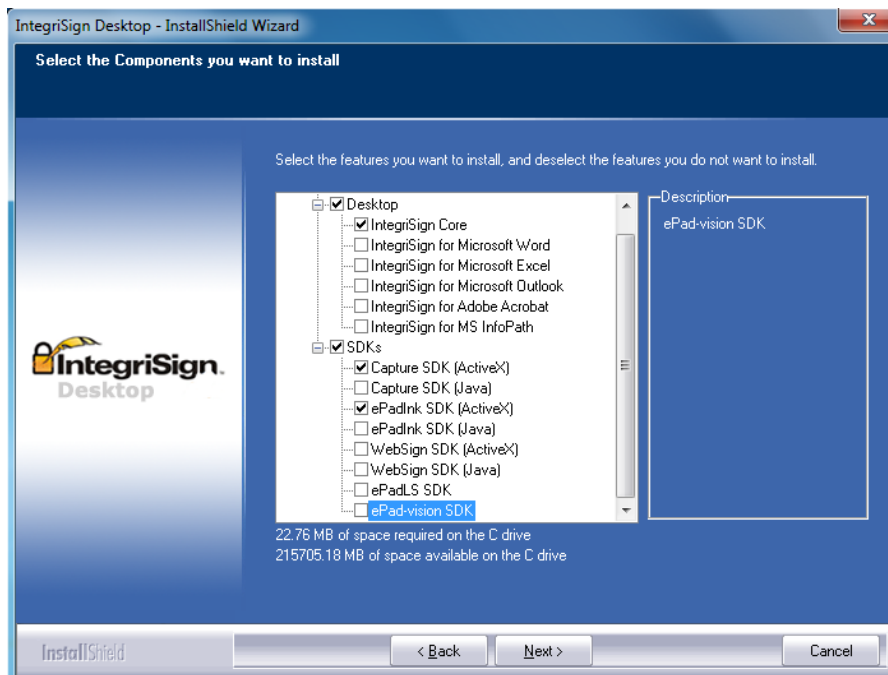 IntegriSign Desktop - InstallShield Wizard
Select the Components you want to install
Select the features you want to install, and deselect the features you do not want to install.
Desktop
IntegriSign Core
IntegriSign for Microsoft Word
IntegriSign for Microsoft Excel
IntegriSign for Microsoft Outlook
IntegriSign for Adobe Acrobat
IntegriSign for MS InfoPath
SDKs
Capture SDK (ActiveX)
Capture SDK (Java)
ePadInk SDK (ActiveX)
ePadInk SDK (Java)
WebSign SDK (ActiveX)
WebSign SDK (Java)
ePadLS SDK
ePad-vision SDK
Description
ePad-vision SDK
IntegriSign.
Desktop
22.76 MB of space required on the C drive
215705.18 MB of space available on the C drive
InstallShield
< Back
Next >
Cancel